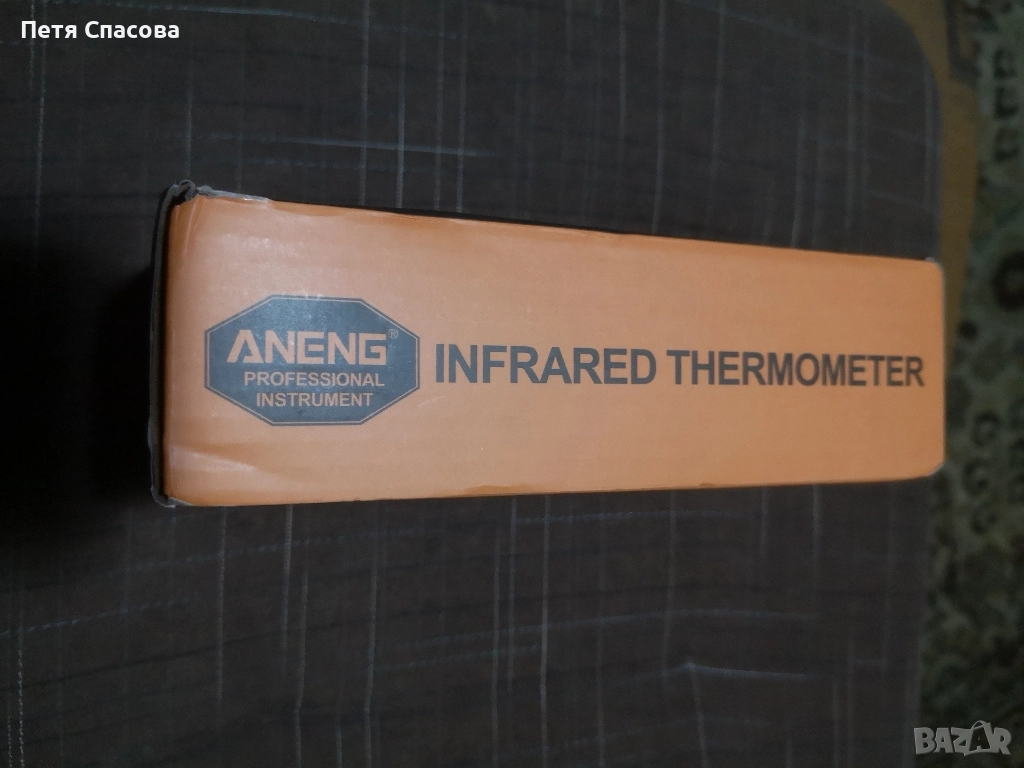 Петя Спасова
ANENG®
PROFESSIONAL
INSTRUMENT
INFRARED THERMOMETER
BAZAR